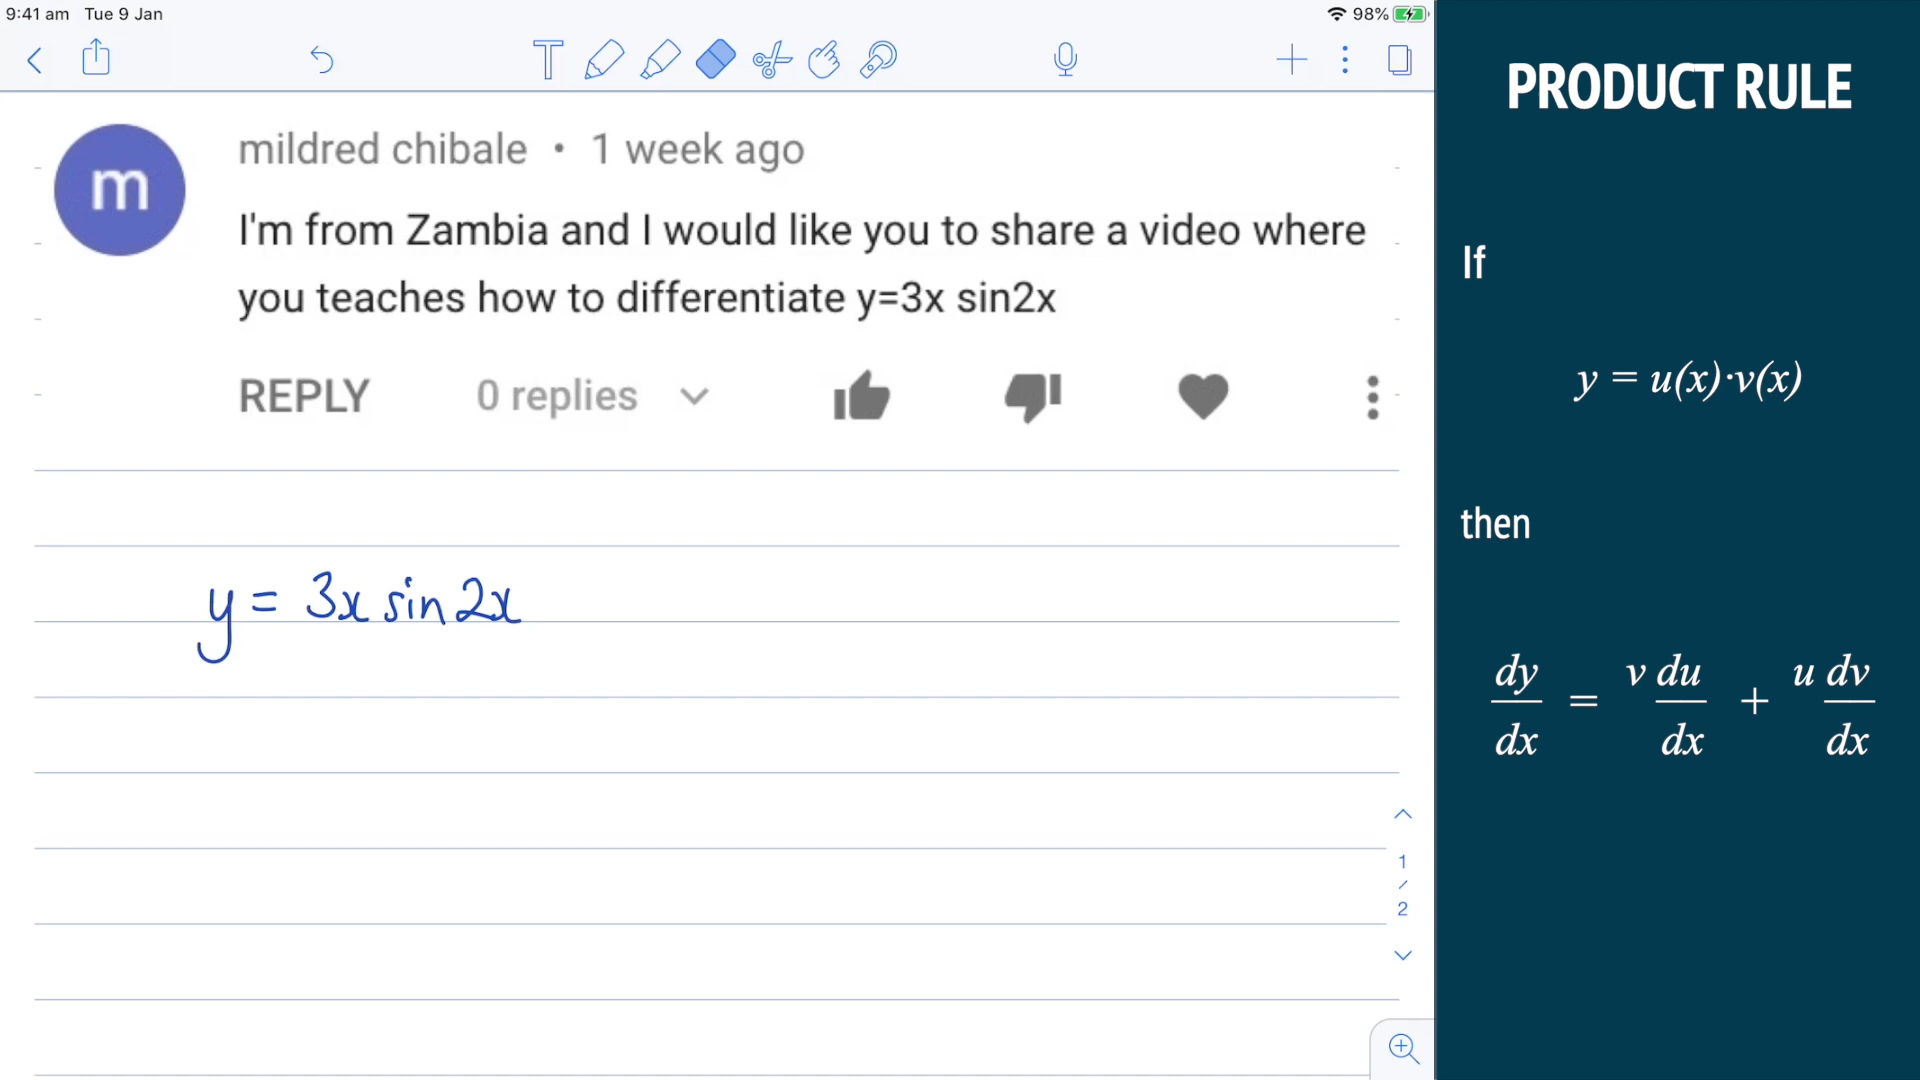 9:41 am Tue 9 Jan
98%
m
mildred chibale • 1 week ago
I'm from Zambia and I would like you to share a video where
you teaches how to differentiate y=3x sin2x
REPLY 0 replies
y = 3x sin 2x
1
/
2
PRODUCT RULE
If
y = u(x)·v(x)
then
dy/dx = v du/dx + u dv/dx